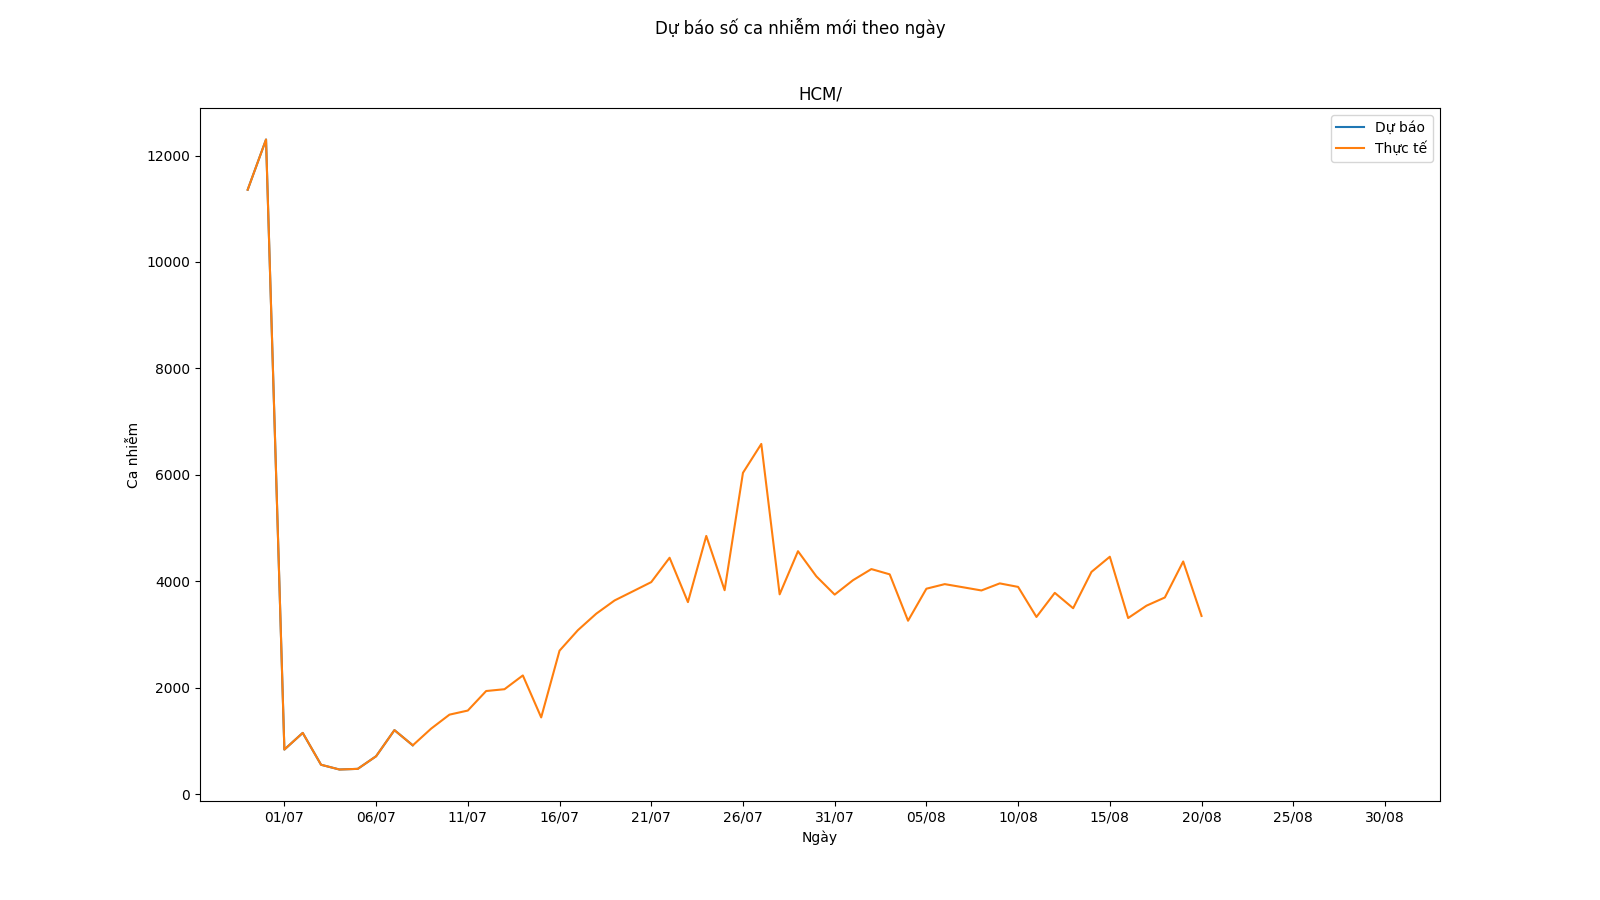 Dự báo số ca nhiễm mới theo ngày
HCM/
Dự báo
Thực tế
12000
10000
8000
6000
4000
2000
0
Ca nhiễm
01/07 06/07 11/07 16/07 21/07 26/07 31/07 05/08 10/08 15/08 20/08 25/08 30/08
Ngày